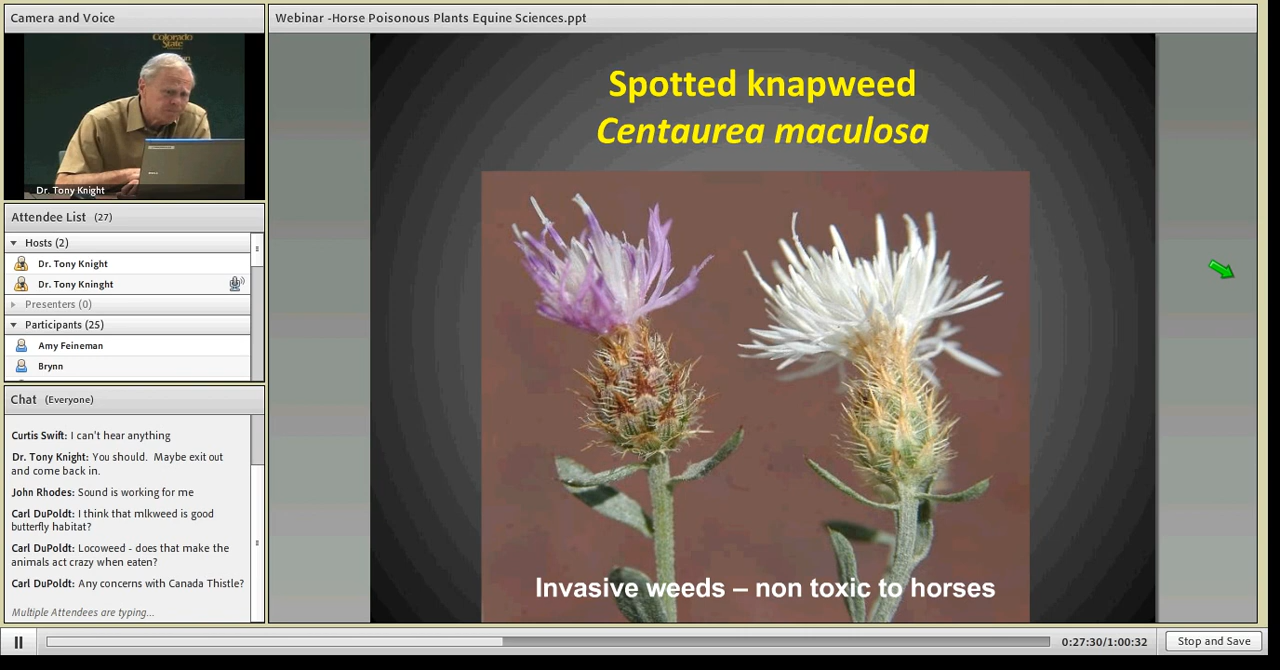 Camera and Voice
Colorado
State
Dr. Tony Knight
Attendee List (27)
Hosts (2)
Dr. Tony Knight
Dr. Tony Kninght
Presenters (0)
Participants (25)
Amy Feineman
Brynn
Chat (Everyone)
Curtis Swift: I can't hear anything
Dr. Tony Knight: You should. Maybe exit out
and come back in.
John Rhodes: Sound is working for me
Carl DuPoldt: I think that mlkweed is good
butterfly habitat?
Carl DuPoldt: Locoweed - does that make the
animals act crazy when eaten?
Carl DuPoldt: Any concerns with Canada Thistle?
Multiple Attendees are typing...
Webinar -Horse Poisonous Plants Equine Sciences.ppt
Spotted knapweed
Centaurea maculosa
Invasive weeds – non toxic to horses
0:27:30/1:00:32
Stop and Save